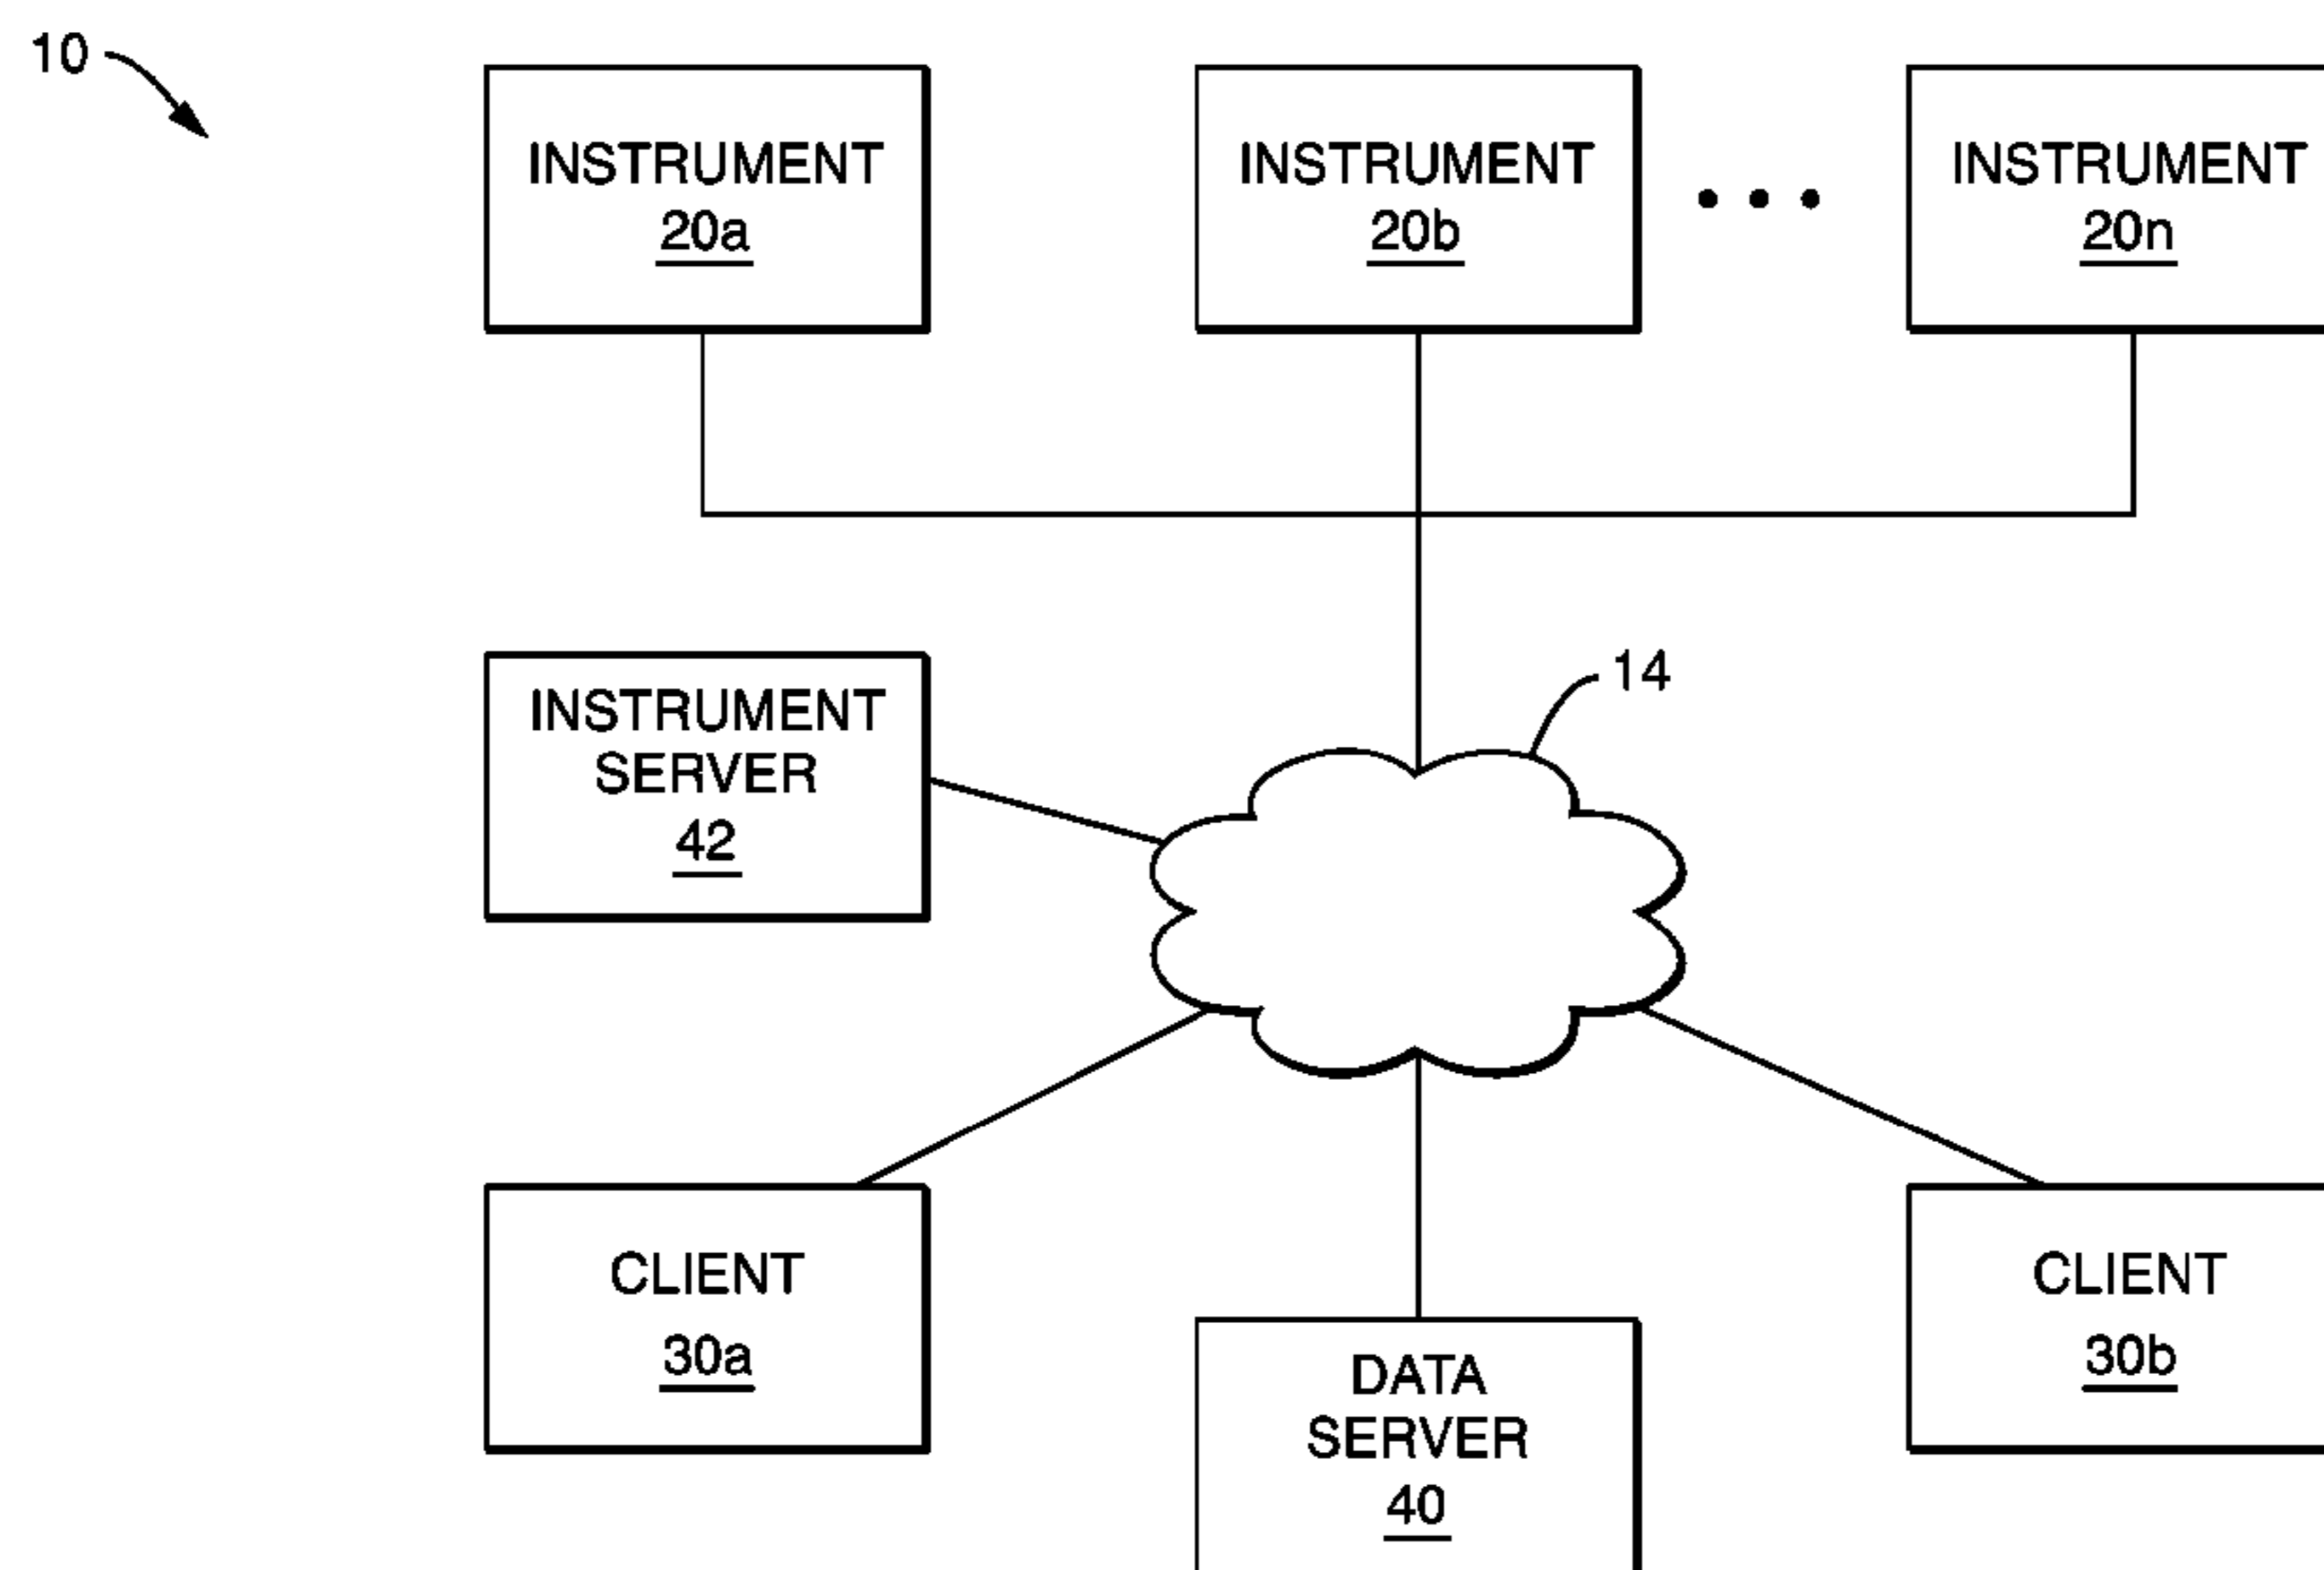 10
INSTRUMENT
20a
INSTRUMENT
20b
• • •
INSTRUMENT
20n
INSTRUMENT
SERVER
42
14
CLIENT
30a
DATA
SERVER
40
CLIENT
30b